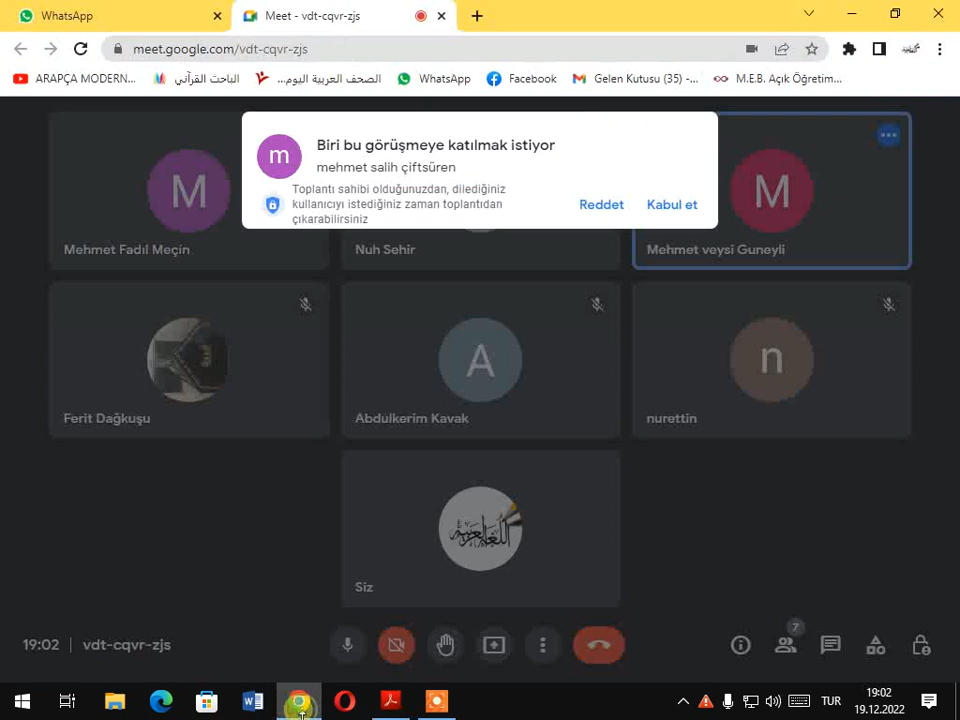 WhatsApp
Meet - vdt-cqvr-zjs
meet.google.com/vdt-cqvr-zjs
ARAPÇA MODERN...
الباحث القرآني
الصحف العربية اليوم...
WhatsApp
Facebook
Gelen Kutusu (35) -...
M.E.B. Açık Öğretim...
m
Biri bu görüşmeye katılmak istiyor
mehmet salih çiftsüren
Toplantı sahibi olduğunuzdan, dilediğiniz
kullanıcıyı istediğiniz zaman toplantıdan
çıkarabilirsiniz
Reddet
Kabul et
M
Mehmet Fadıl Meçin
Nuh Sehir
M
Mehmet veysi Guneyli
Ferit Dağkuşu
A
Abdulkerim Kavak
n
nurettin
اللغة العربية
Siz
19:02
vdt-cqvr-zjs
7
TUR
19:02
19.12.2022